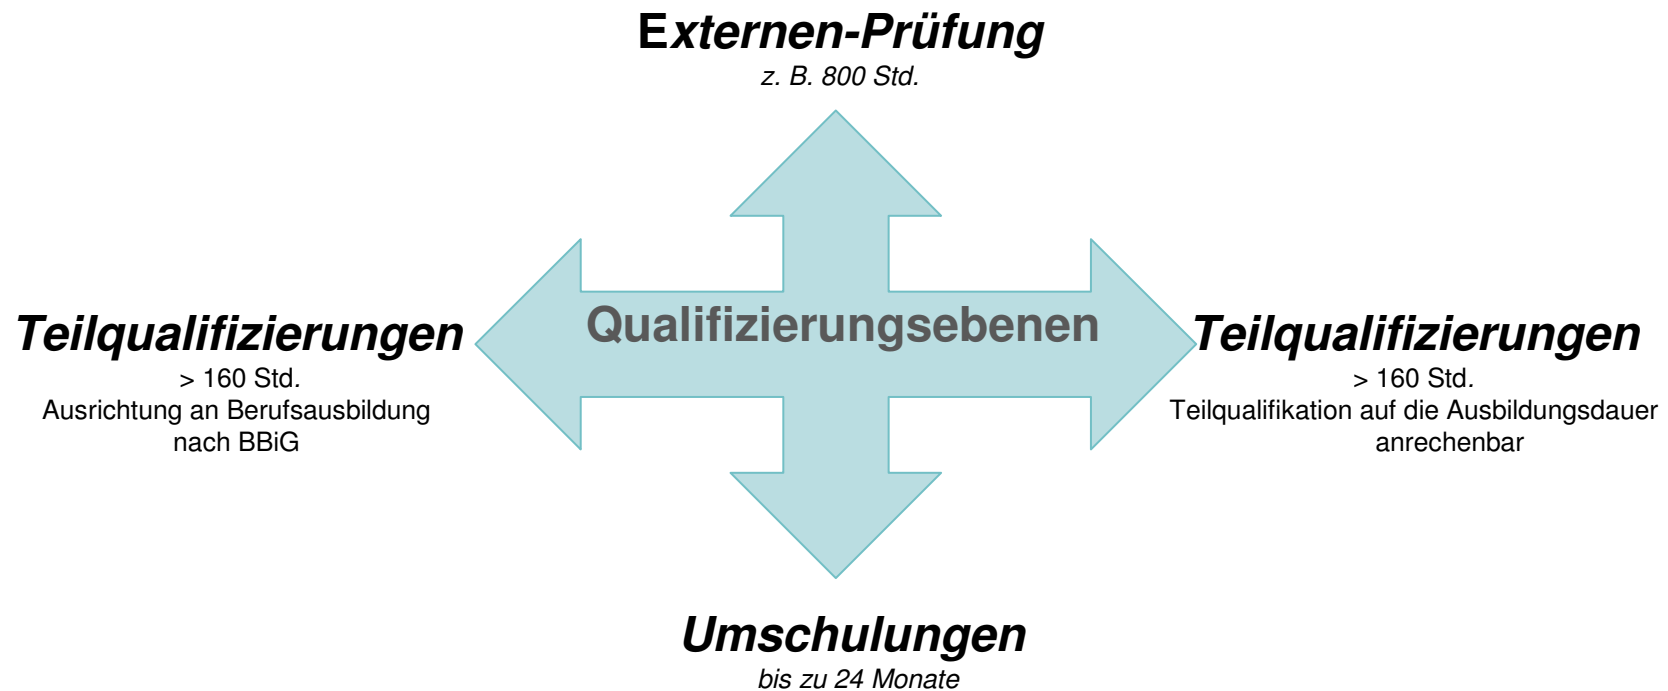 Externen-Prüfung
z. B. 800 Std.
Qualifizierungsebenen
Teilqualifizierungen
> 160 Std.
Ausrichtung an Berufsausbildung
nach BBiG
Teilqualifizierungen
> 160 Std.
Teilqualifikation auf die Ausbildungsdauer
anrechenbar
Umschulungen
bis zu 24 Monate